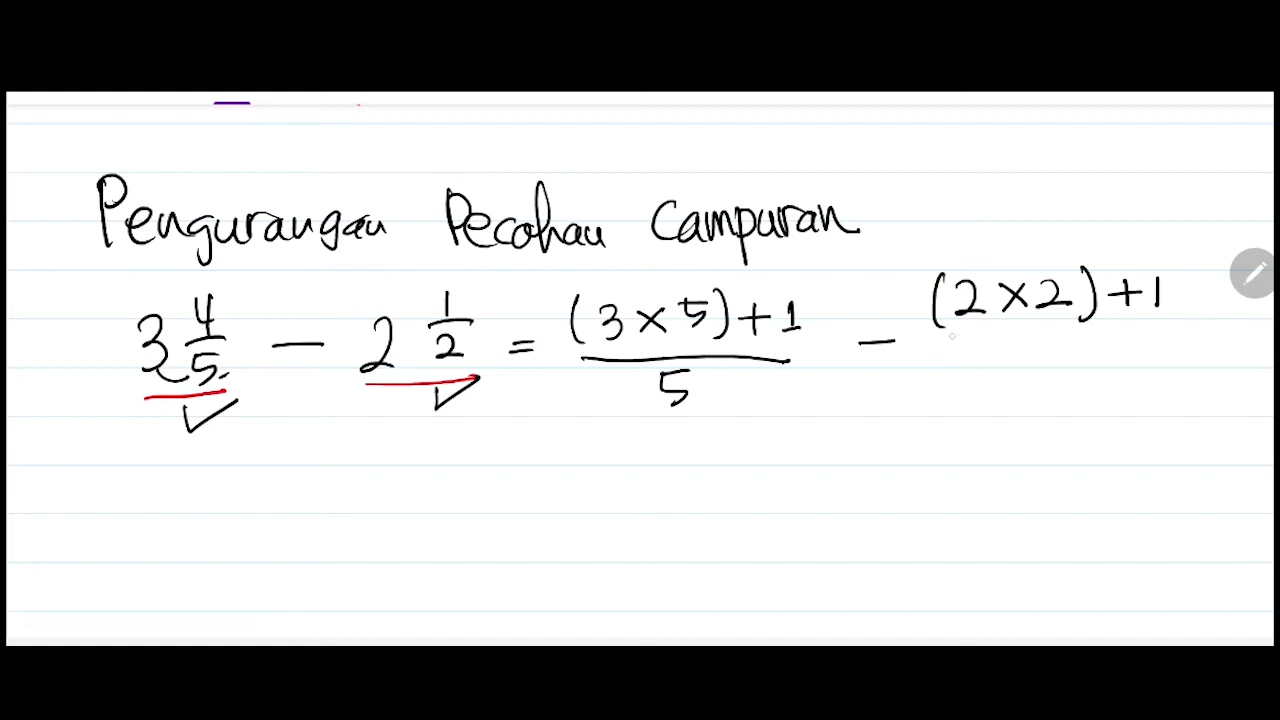 Pengurangan Pecahan Campuran
3 4/5 - 2 1/2 = (3 × 5) + 1 / 5 - (2 × 2) + 1